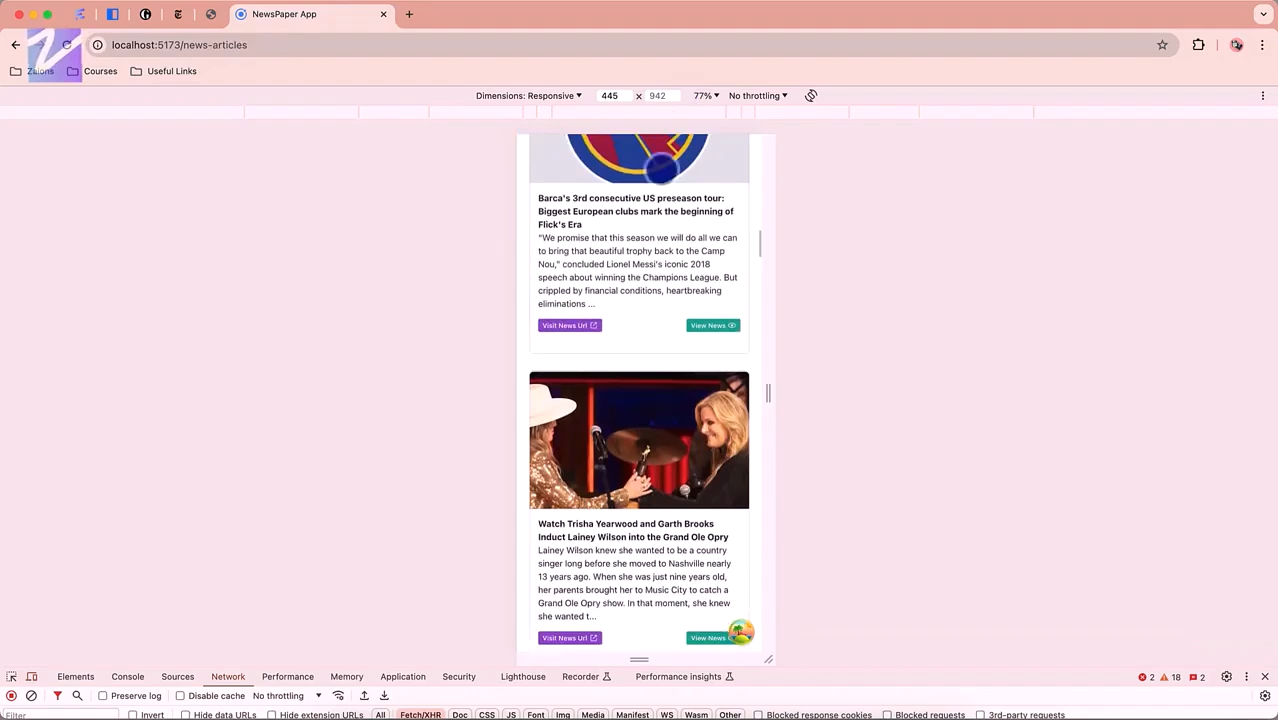 NewsPaper App
localhost:5173/news-articles
Zaions Courses Useful Links
Dimensions: Responsive 445 × 942 77% No throttling
Barca's 3rd consecutive US preseason tour:
Biggest European clubs mark the beginning of
Flick's Era
"We promise that this season we will do all we can
to bring that beautiful trophy back to the Camp
Nou," concluded Lionel Messi's iconic 2018
speech about winning the Champions League. But
crippled by financial conditions, heartbreaking
eliminations ...
Visit News Url View News
Watch Trisha Yearwood and Garth Brooks
Induct Lainey Wilson into the Grand Ole Opry
Lainey Wilson knew she wanted to be a country
singer long before she moved to Nashville nearly
13 years ago. When she was just nine years old,
her parents brought her to Music City to catch a
Grand Ole Opry show. In that moment, she knew
she wanted t...
Visit News Url View News
Elements Console Sources Network Performance Memory Application Security Lighthouse Recorder Performance insights 2 18 2
Preserve log Disable cache No throttling
Filter Invert Hide data URLs Hide extension URLs All Fetch/XHR Doc CSS JS Font Img Media Manifest WS Wasm Other Blocked response cookies Blocked requests 3rd-party requests